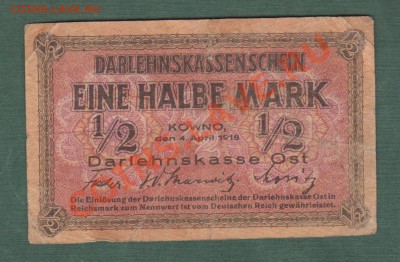 DARLEHNSKASSENSCHEIN
EINE HALBE MARK
1/2 1/2
KOWNO,
den 4. April 1918
Darlehnskasse Ost
Die Einlösung der Darlehnskassenscheine der Darlehnskasse Ost in
Reichsmark zum Nennwert ist vom Deutschen Reich gewährleistet.